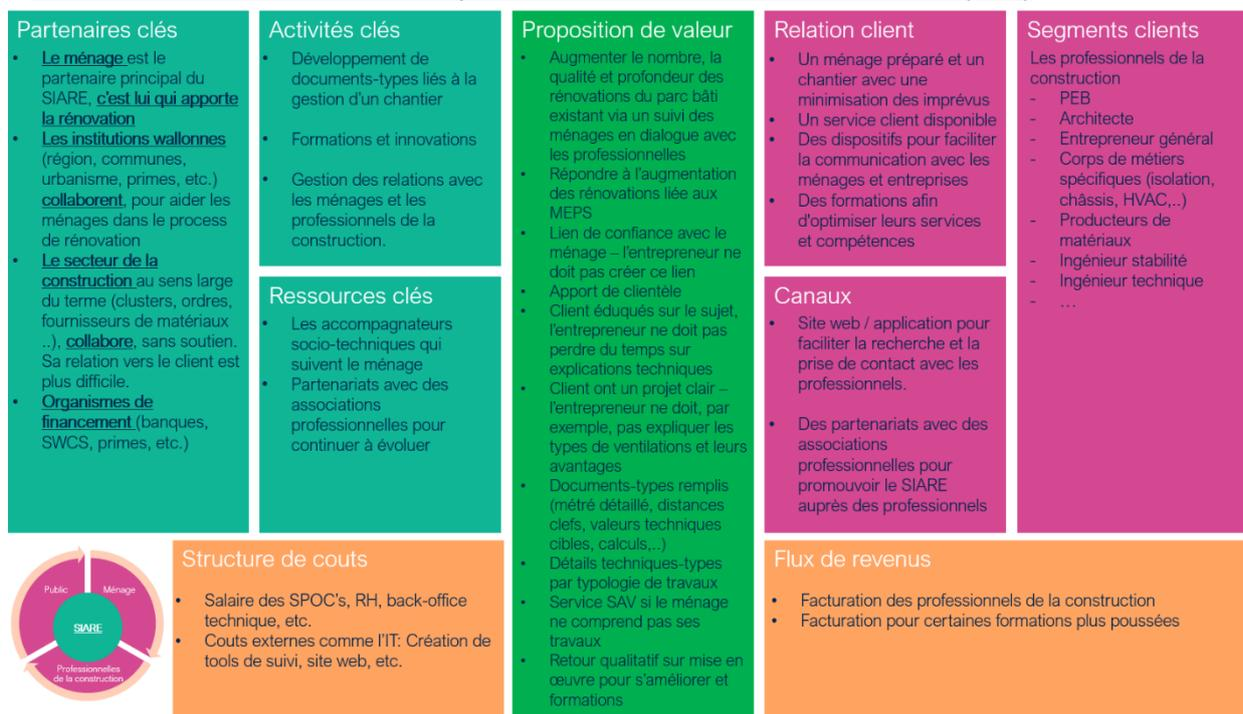 Partenaires clés
• Le ménage est le
partenaire principal du
SIARE, c'est lui qui apporte
la rénovation
• Les institutions wallonnes
(région, communes,
urbanisme, primes, etc.)
collaborent, pour aider les
ménages dans le process
de rénovation
• Le secteur de la
construction au sens large
du terme (clusters, ordres,
fournisseurs de matériaux
..), collabore, sans soutien.
Sa relation vers le client est
plus difficile.
• Organismes de
financement (banques,
SWCS, primes, etc.)
Activités clés
• Développement de
documents-types liés à la
gestion d'un chantier
• Formations et innovations
• Gestion des relations avec
les ménages et les
professionnels de la
construction.
Ressources clés
• Les accompagnateurs
socio-techniques qui
suivent le ménage
• Partenariats avec des
associations
professionnelles pour
continuer à évoluer
Proposition de valeur
• Augmenter le nombre, la
qualité et profondeur des
rénovations du parc bâti
existant via un suivi des
ménages en dialogue avec
les professionnelles
• Répondre à l'augmentation
des rénovations liée aux
MEPS
• Lien de confiance avec le
ménage – l'entrepreneur ne
doit pas créer ce lien
• Apport de clientèle
• Client éduqués sur le sujet,
l'entrepreneur ne doit pas
perdre du temps sur
explications techniques
• Client ont un projet clair –
l'entrepreneur ne doit, par
exemple, pas expliquer les
types de ventilations et leurs
avantages
• Documents-types remplis
(métré détaillé, distances
clefs, valeurs techniques
cibles, calculs,..)
• Détails techniques-types
par typologie de travaux
• Service SAV si le ménage
ne comprend pas ses
travaux
• Retour qualitatif sur mise en
œuvre pour s'améliorer et
formations
Relation client
• Un ménage préparé et un
chantier avec une
minimisation des imprévus
• Un service client disponible
• Des dispositifs pour faciliter
la communication avec les
ménages et entreprises
• Des formations afin
d'optimiser leurs services
et compétences
Canaux
• Site web / application pour
faciliter la recherche et la
prise de contact avec les
professionnels.
• Des partenariats avec des
associations
professionnelles pour
promouvoir le SIARE
auprès des professionnels
Segments clients
Les professionnels de la
construction
- PEB
- Architecte
- Entrepreneur général
- Corps de métiers
spécifiques (isolation,
châssis, HVAC,..)
- Producteurs de
matériaux
- Ingénieur stabilité
- Ingénieur technique
- …
Public
Ménage
SIARE
Professionnelles
de la construction
Structure de couts
• Salaire des SPOC's, RH, back-office
technique, etc.
• Couts externes comme l'IT: Création de
tools de suivi, site web, etc.
Flux de revenus
• Facturation des professionnels de la construction
• Facturation pour certaines formations plus poussées